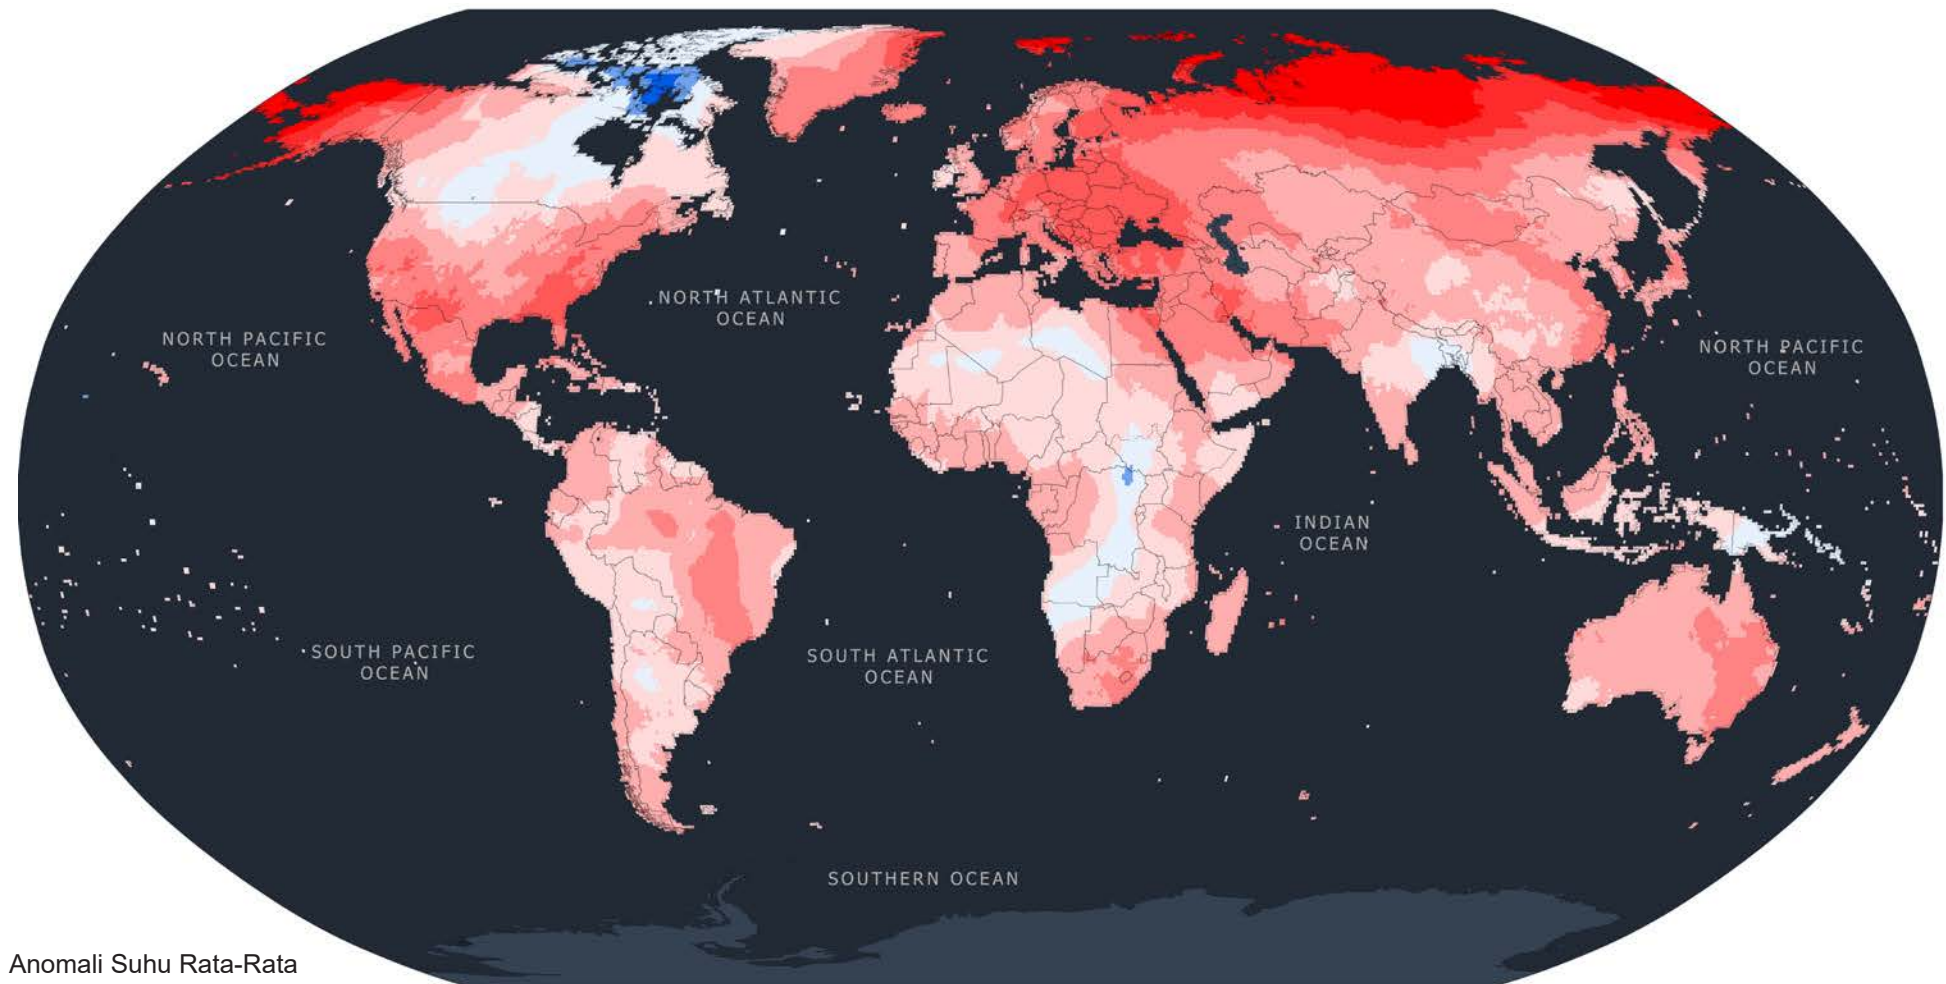 NORTH ATLANTIC
OCEAN
NORTH PACIFIC
OCEAN
NORTH PACIFIC
OCEAN
INDIAN
OCEAN
SOUTH PACIFIC
OCEAN
SOUTH ATLANTIC
OCEAN
SOUTHERN OCEAN
Anomali Suhu Rata-Rata